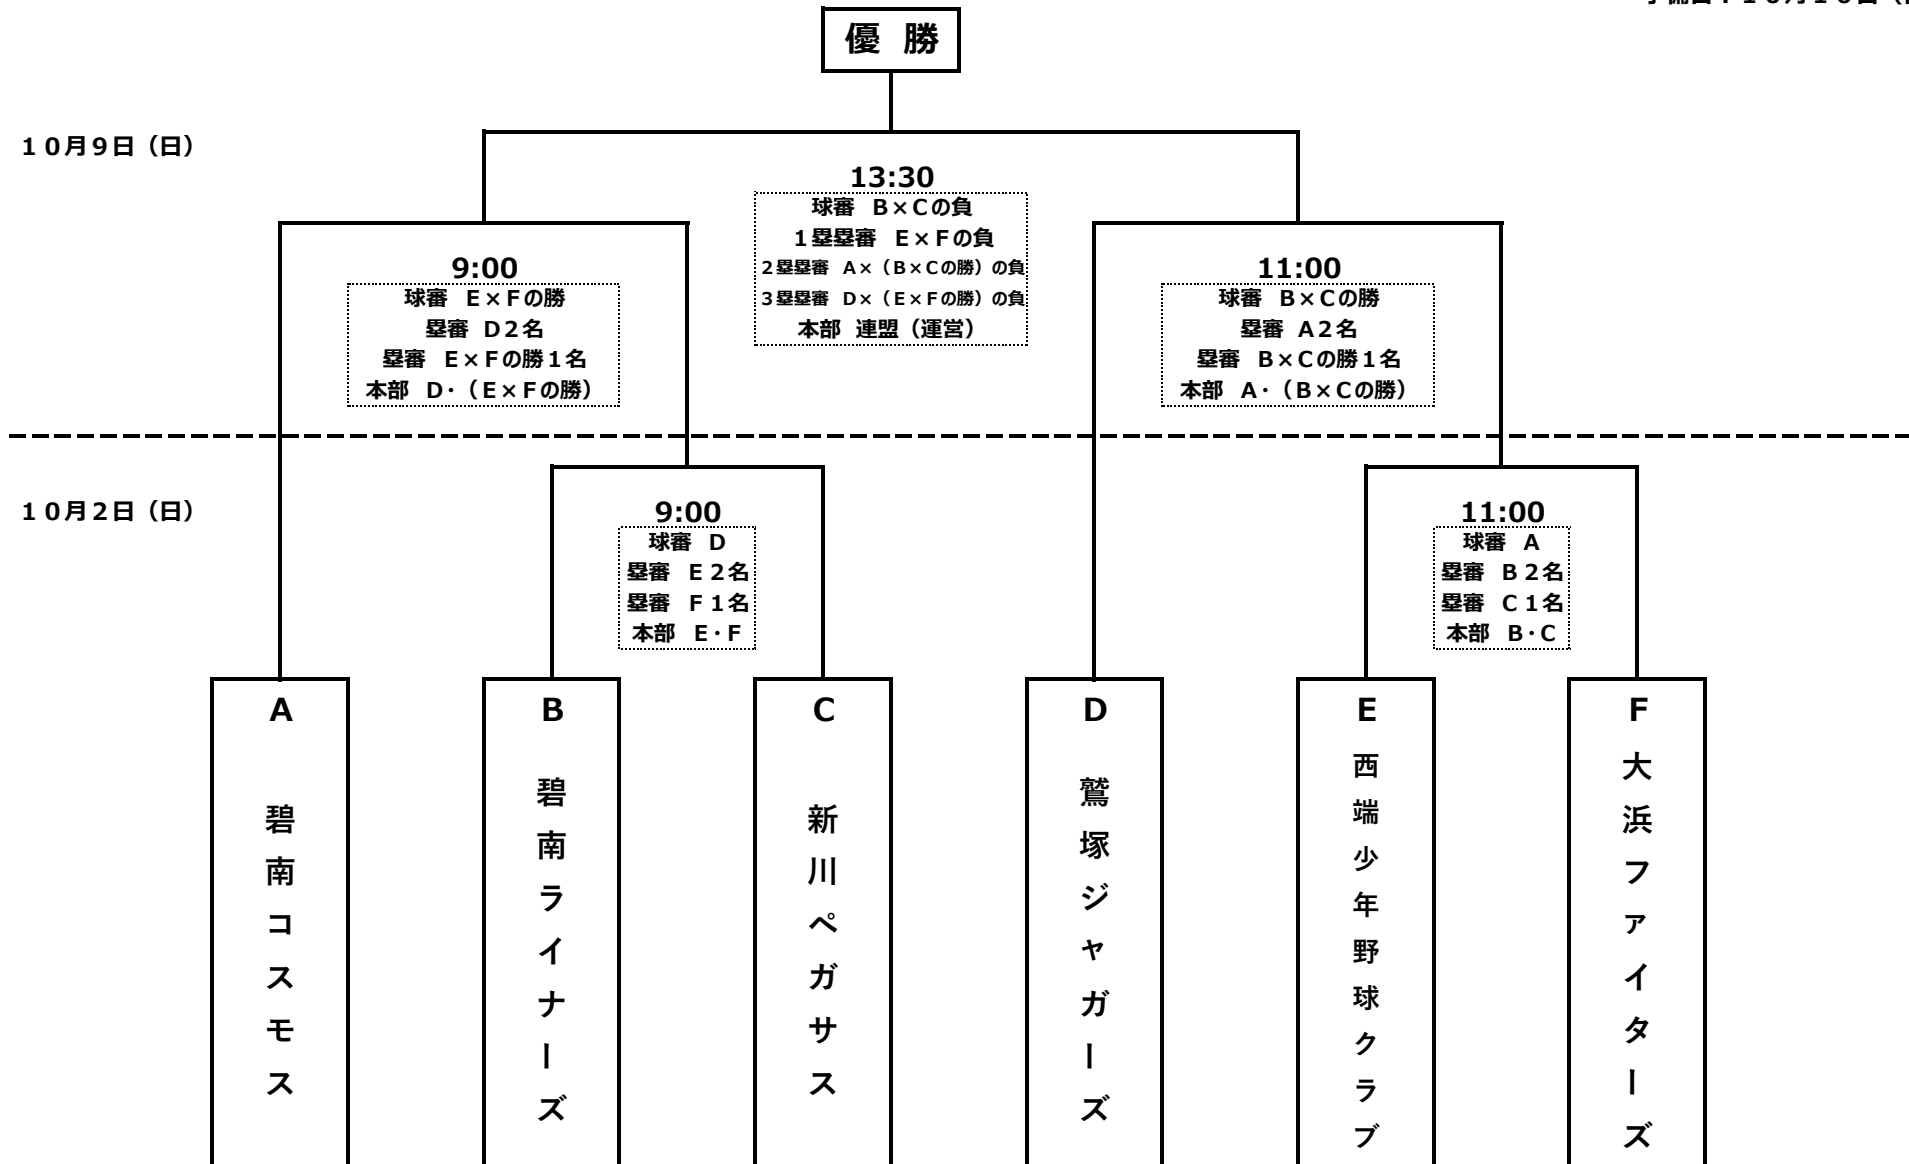 優 勝
１０月９日（日）
13:30
球審 Ｂ×Ｃの負
１塁塁審 Ｅ×Ｆの負
２塁塁審 Ａ×（Ｂ×Ｃの勝）の負
３塁塁審 Ｄ×（Ｅ×Ｆの勝）の負
本部 連盟（運営）
9:00
球審 Ｅ×Ｆの勝
塁審 Ｄ２名
塁審 Ｅ×Ｆの勝１名
本部 Ｄ・（Ｅ×Ｆの勝）
11:00
球審 Ｂ×Ｃの勝
塁審 Ａ２名
塁審 Ｂ×Ｃの勝１名
本部 Ａ・（Ｂ×Ｃの勝）
１０月２日（日）
9:00
球審 Ｄ
塁審 Ｅ２名
塁審 Ｆ１名
本部 Ｅ・Ｆ
11:00
球審 Ａ
塁審 Ｂ２名
塁審 Ｃ１名
本部 Ｂ・Ｃ
Ａ
碧南コスモス
Ｂ
碧南ライナーズ
Ｃ
新川ペガサス
Ｄ
鷲塚ジャガーズ
Ｅ
西端少年野球クラブ
Ｆ
大浜ファイターズ